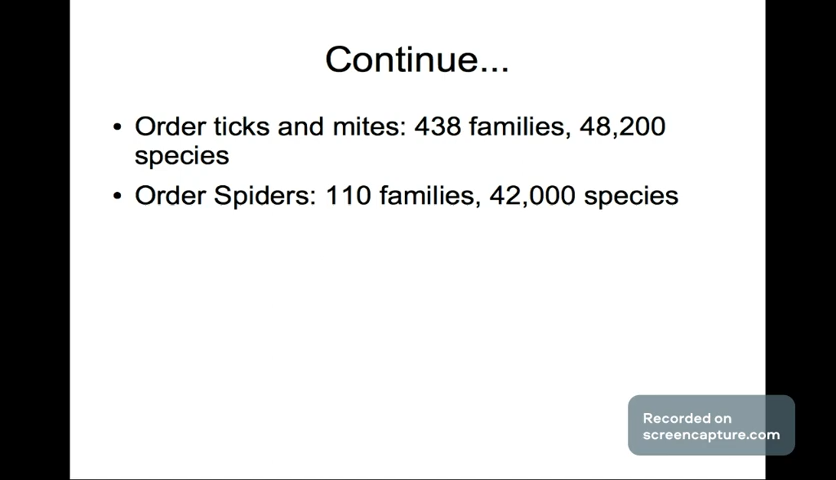 Continue...
• Order ticks and mites: 438 families, 48,200
species
• Order Spiders: 110 families, 42,000 species
Recorded on
screencapture.com